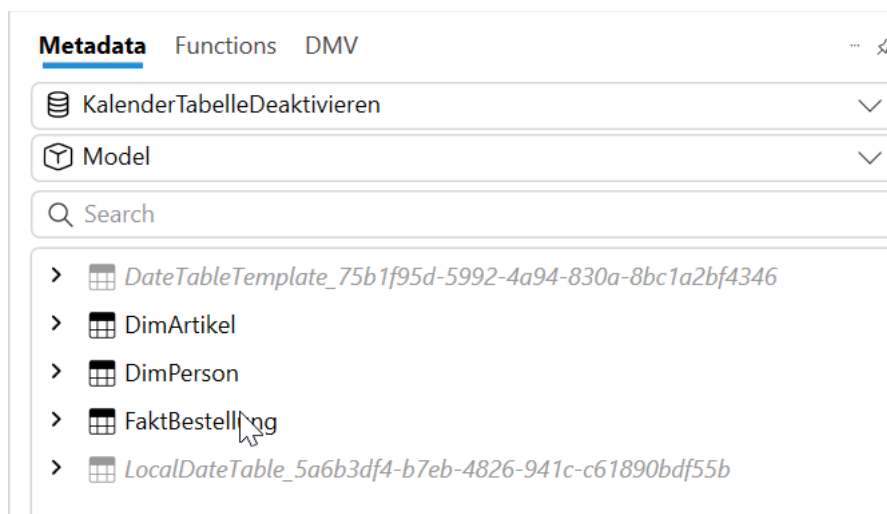 Metadata Functions DMV
KalenderTabelleDeaktivieren
Model
Search
DateTableTemplate_75b1f95d-5992-4a94-830a-8bc1a2bf4346
DimArtikel
DimPerson
FaktBestellung
LocalDateTable_5a6b3df4-b7eb-4826-941c-c61890bdf55b